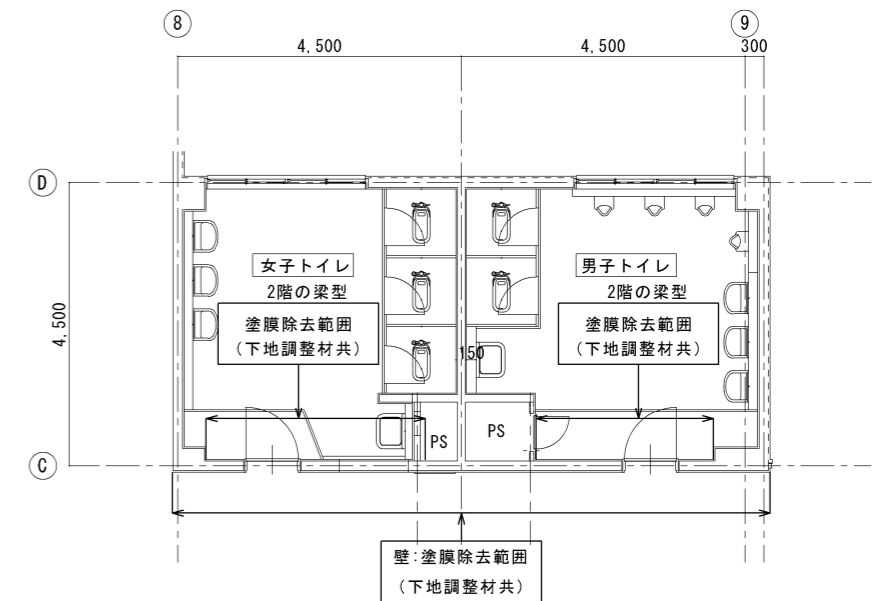 8
9
4,500
4,500
300
D
4,500
女子トイレ
2階の梁型
塗膜除去範囲
（下地調整材共）
男子トイレ
2階の梁型
塗膜除去範囲
（下地調整材共）
150
PS
PS
C
壁:塗膜除去範囲
（下地調整材共）